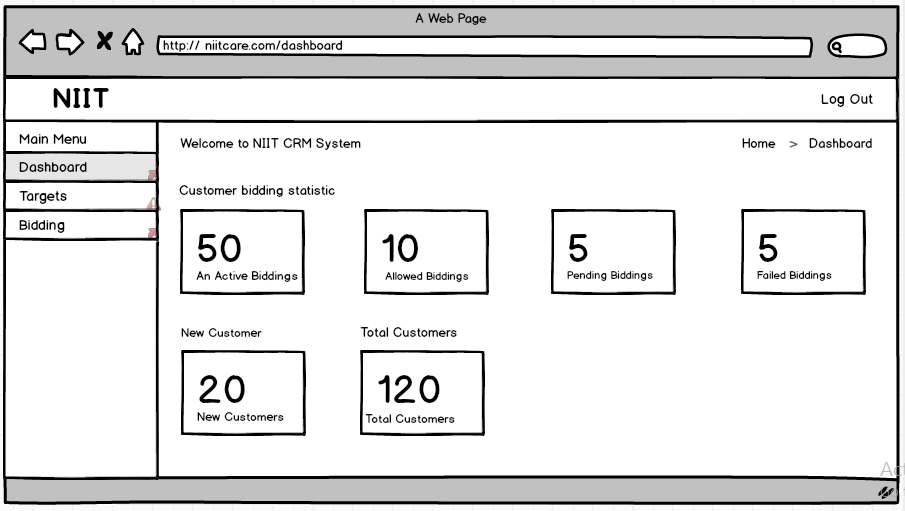 A Web Page
http:// niitcare.com/dashboard
NIIT
Log Out
Main Menu
Dashboard
Targets
Bidding
Welcome to NIIT CRM System
Home > Dashboard
Customer bidding statistic
50
An Active Biddings
10
Allowed Biddings
5
Pending Biddings
5
Failed Biddings
New Customer
20
New Customers
Total Customers
120
Total Customers